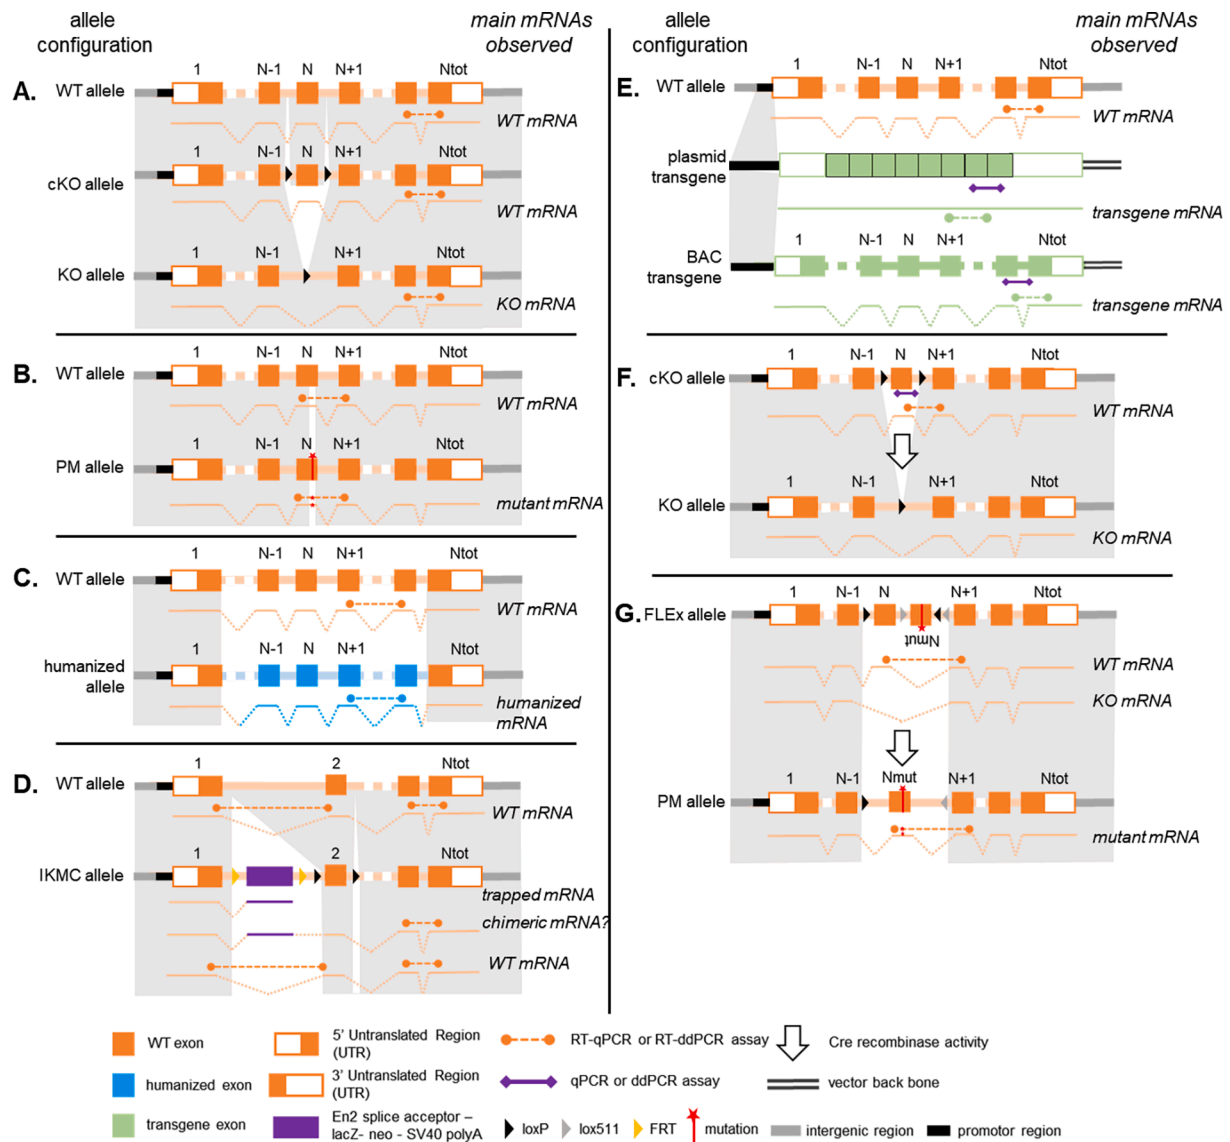 allele
configuration
main mRNAs
observed
A.
1 N-1 N N+1 Ntot
WT allele
WT mRNA
1 N-1 N N+1 Ntot
cKO allele
WT mRNA
1 N-1 N+1 Ntot
KO allele
KO mRNA
B.
1 N-1 N N+1 Ntot
WT allele
WT mRNA
1 N-1 N N+1 Ntot
PM allele
mutant mRNA
C.
1 N-1 N N+1 Ntot
WT allele
WT mRNA
1 N-1 N N+1 Ntot
humanized
allele
humanized
mRNA
D.
1 2 Ntot
WT allele
WT mRNA
1 2 Ntot
IKMC allele
trapped mRNA
chimeric mRNA?
WT mRNA
allele
configuration
main mRNAs
observed
E.
1 N-1 N N+1 Ntot
WT allele
WT mRNA
plasmid
transgene
transgene mRNA
1 N-1 N N+1 Ntot
BAC
transgene
transgene mRNA
F.
1 N-1 N N+1 Ntot
cKO allele
WT mRNA
1 N-1 N+1 Ntot
KO allele
KO mRNA
G.
1 N-1 N N+1 Ntot
FLEx allele
Nmut
WT mRNA
KO mRNA
1 N-1 Nmut N+1 Ntot
PM allele
mutant mRNA
WT exon
humanized exon
transgene exon
5’ Untranslated Region
(UTR)
3’ Untranslated Region
(UTR)
En2 splice acceptor –
lacZ- neo - SV40 polyA
RT-qPCR or RT-ddPCR assay
qPCR or ddPCR assay
loxP lox511 FRT mutation
Cre recombinase activity
vector back bone
intergenic region promotor region